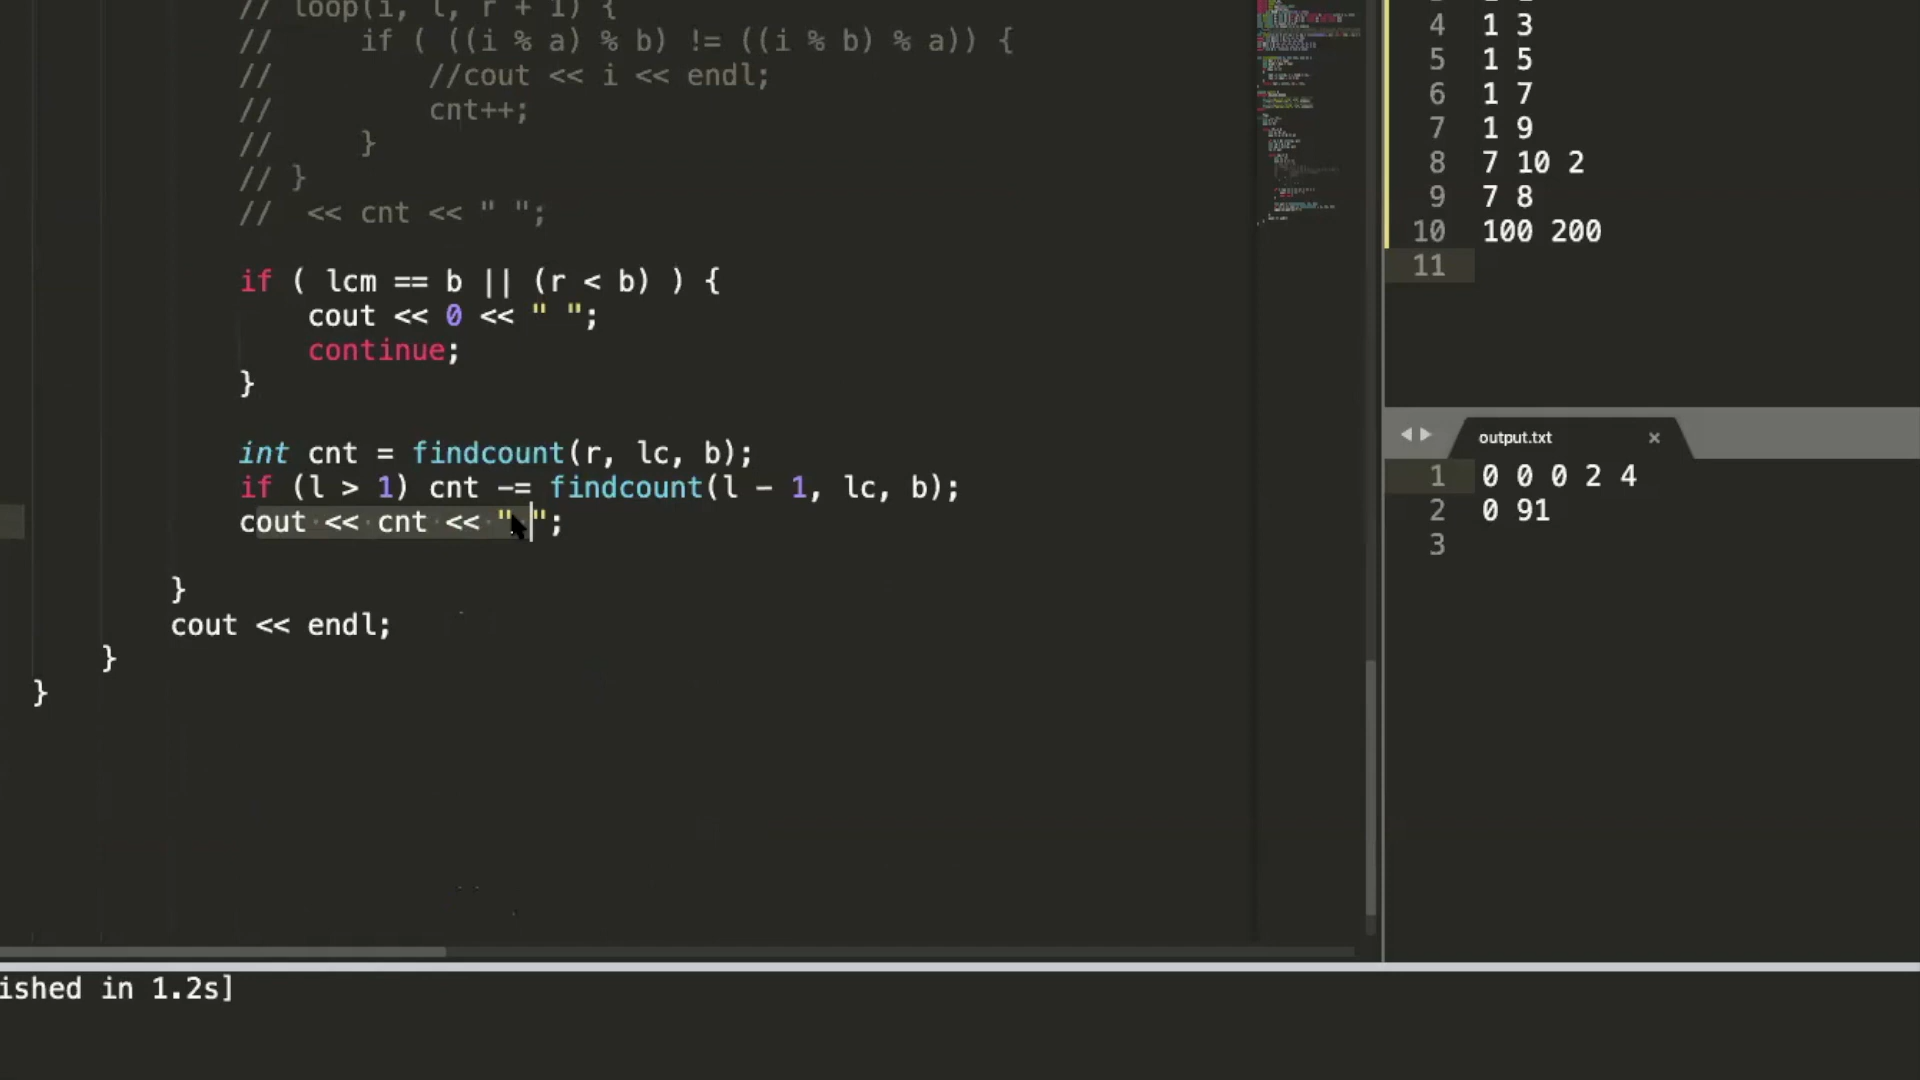 // loop(i, l, r + 1) {
//     if ( ((i % a) % b) != ((i % b) % a)) {
//         //cout << i << endl;
//         cnt++;
//     }
// }
//  << cnt << " ";
if ( lcm == b || (r < b) ) {
cout << 0 << " ";
continue;
}
int cnt = findcount(r, lc, b);
if (l > 1) cnt -= findcount(l - 1, lc, b);
cout << cnt << " ";
}
cout << endl;
}
}
4 1 3
5 1 5
6 1 7
7 1 9
8 7 10 2
9 7 8
10 100 200
11
output.txt ×
1 0 0 0 2 4
2 0 91
3
ished in 1.2s]